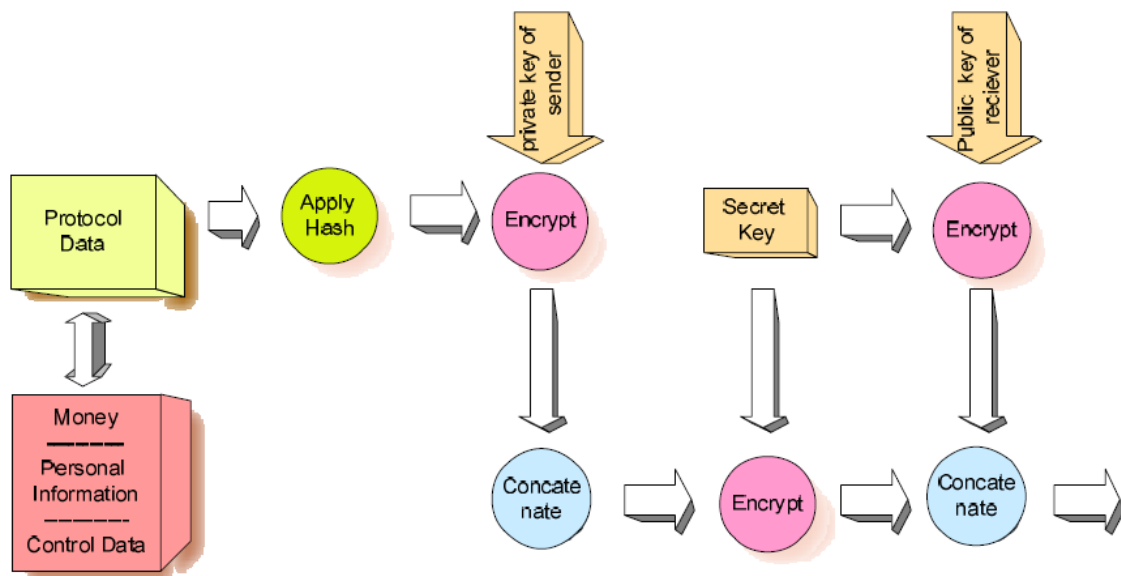 private key of
sender
Public key of
reciever
Protocol
Data
Apply
Hash
Encrypt
Secret
Key
Encrypt
Money
Personal
Information
Control Data
Concate
nate
Encrypt
Concate
nate